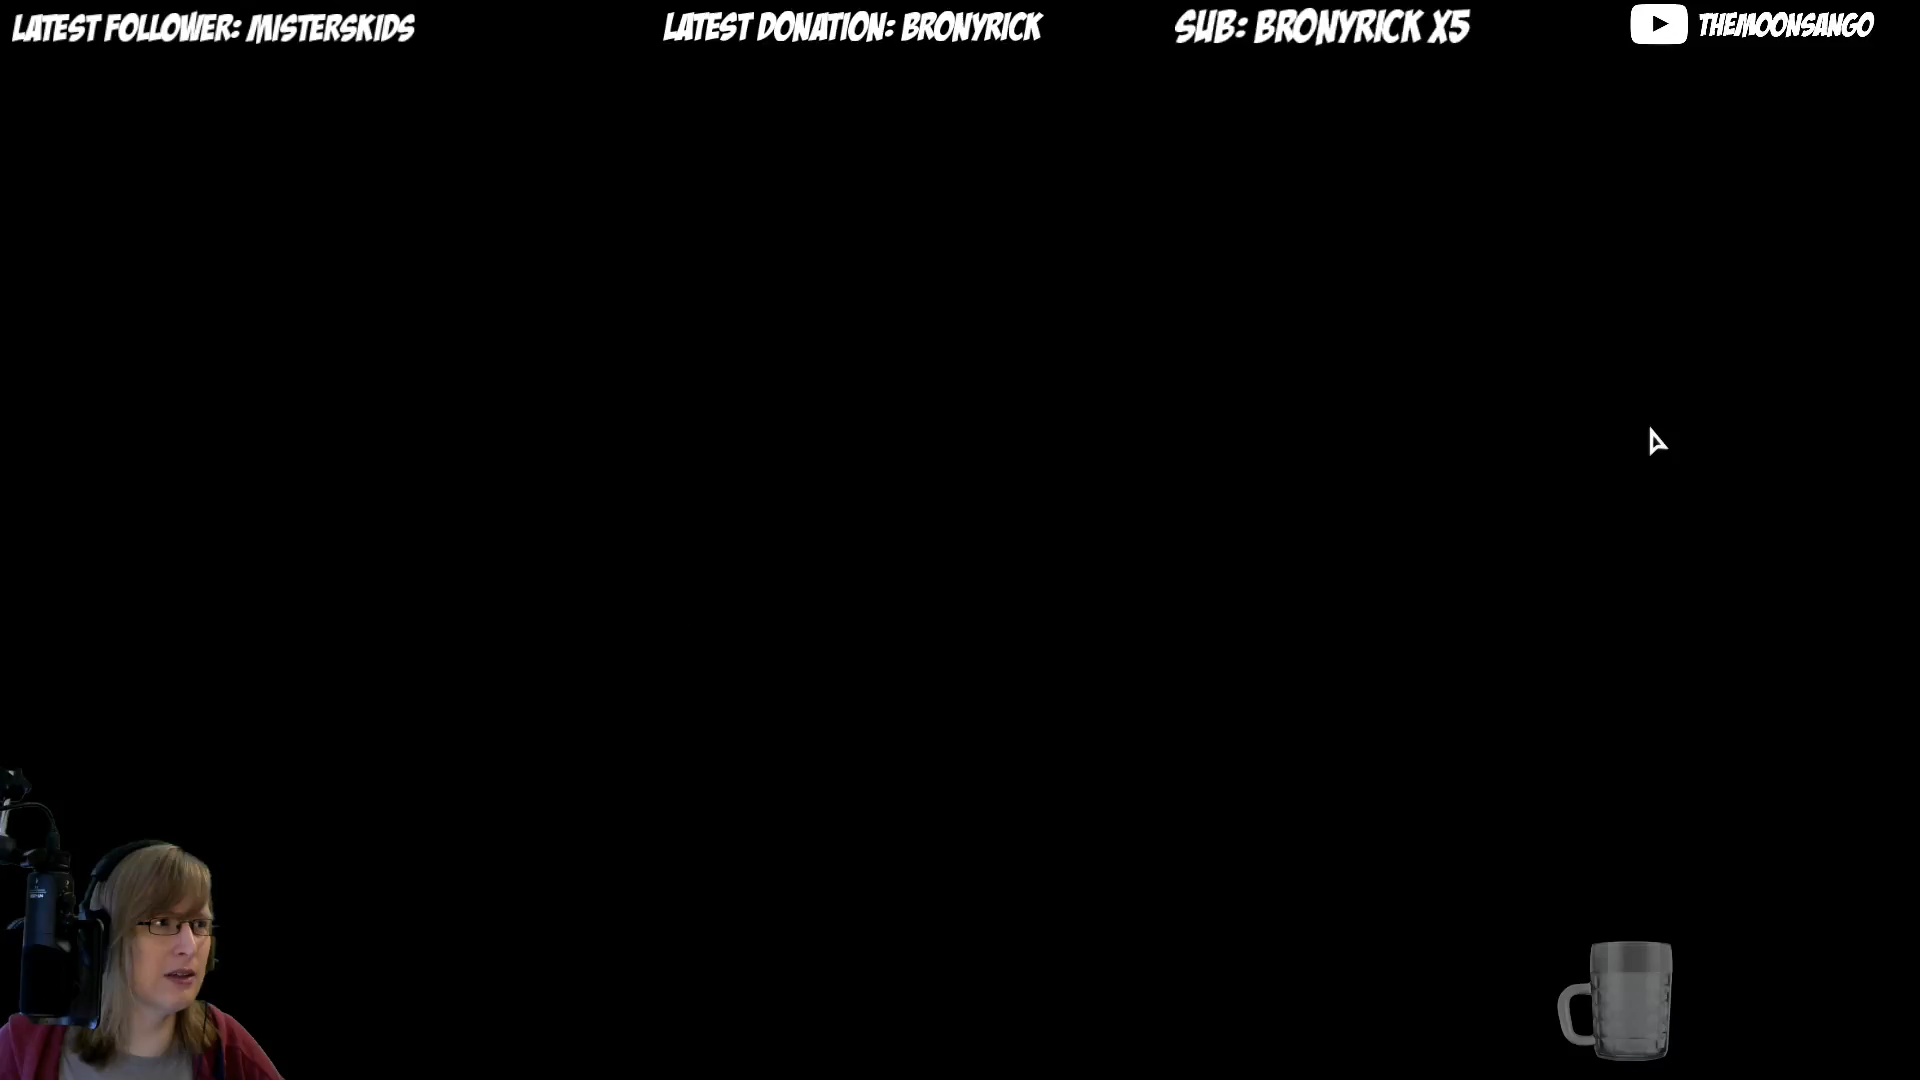 LATEST FOLLOWER: MISTERSKIDS
LATEST DONATION: BRONYRICK
SUB: BRONYRICK X5
THEMOONSANGO